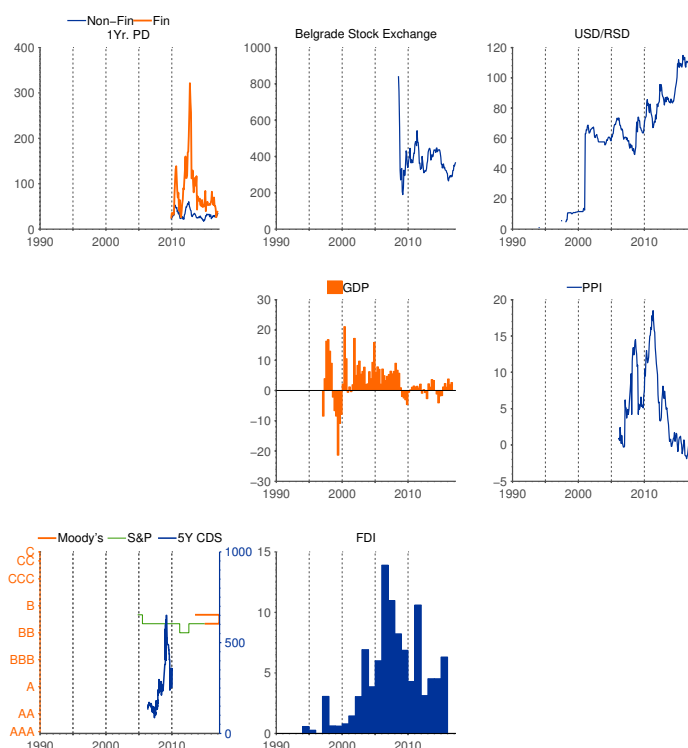 Non-Fin Fin
1Yr. PD
400
300
200
100
0
1990 2000 2010
Belgrade Stock Exchange
1000
800
600
400
200
0
1990 2000 2010
USD/RSD
120
100
80
60
40
20
0
1990 2000 2010
GDP
30
20
10
0
-10
-20
-30
1990 2000 2010
PPI
20
15
10
5
0
-5
1990 2000 2010
Moody's S&P 5Y CDS
C
CC
CCC
B
BB
BBB
A
AA
AAA
1000
500
0
1990 2000 2010
FDI
15
10
5
0
1990 2000 2010